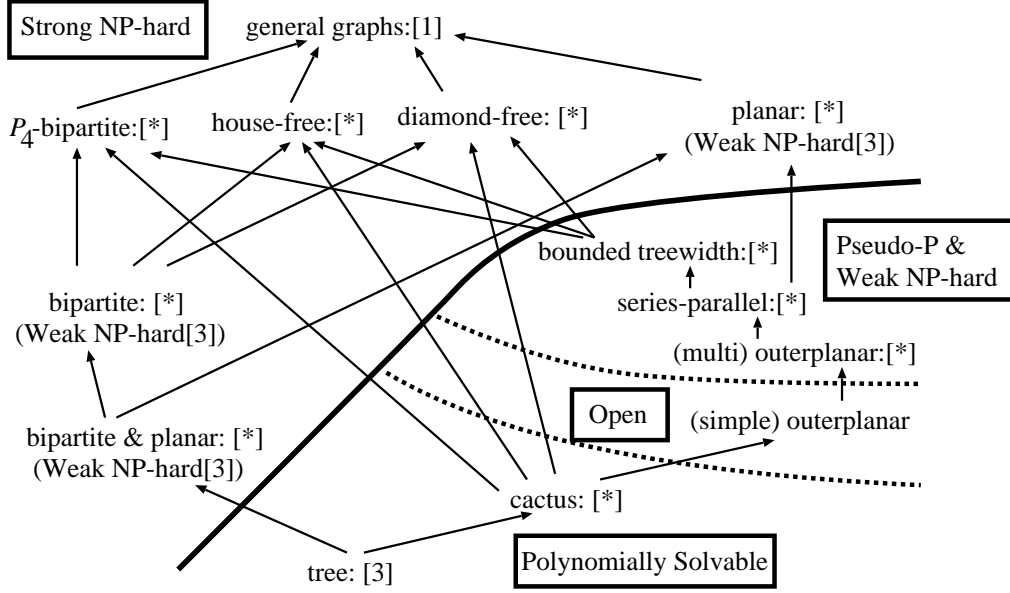 Strong NP-hard
general graphs:[1]
P4-bipartite:[*]
house-free:[*]
diamond-free: [*]
planar: [*]
(Weak NP-hard[3])
Pseudo-P &
Weak NP-hard
bounded treewidth:[*]
bipartite: [*]
(Weak NP-hard[3])
series-parallel:[*]
(multi) outerplanar:[*]
Open
(simple) outerplanar
bipartite & planar: [*]
(Weak NP-hard[3])
cactus: [*]
Polynomially Solvable
tree: [3]